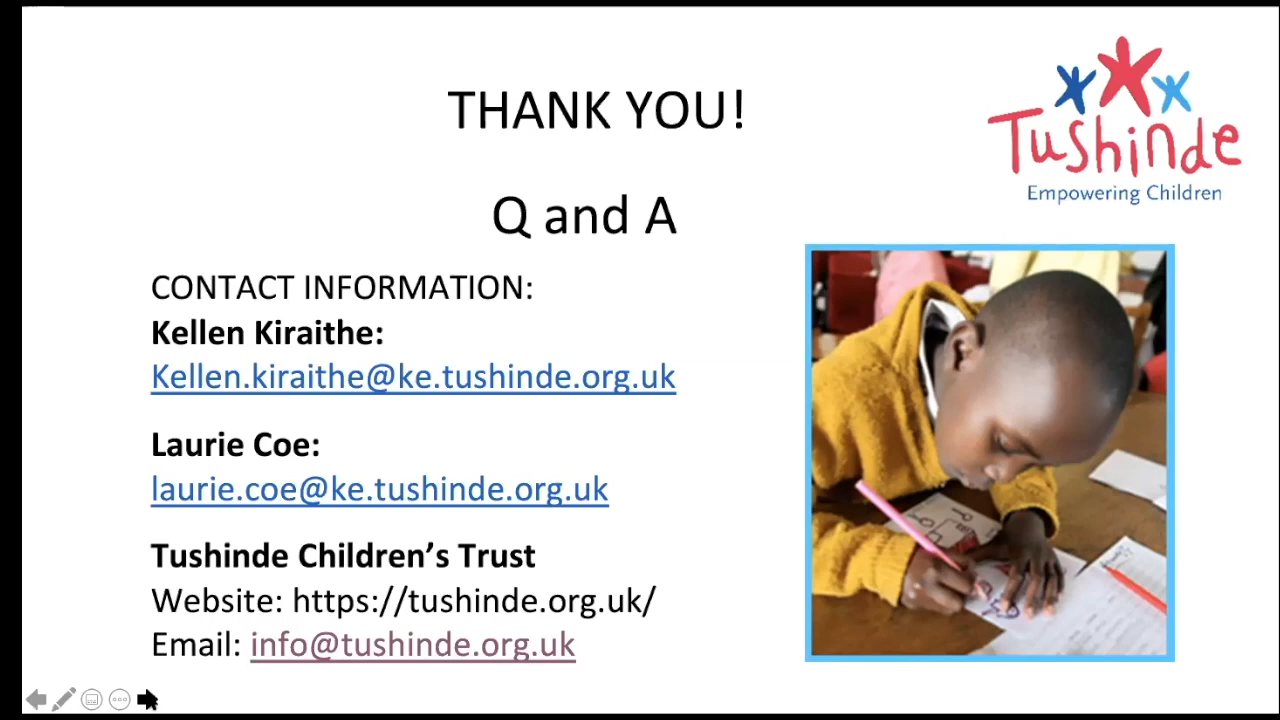 THANK YOU!
Tushinde
Empowering Children
Q and A
CONTACT INFORMATION:
Kellen Kiraithe:
Kellen.kiraithe@ke.tushinde.org.uk
Laurie Coe:
laurie.coe@ke.tushinde.org.uk
Tushinde Children’s Trust
Website: https://tushinde.org.uk/
Email: info@tushinde.org.uk